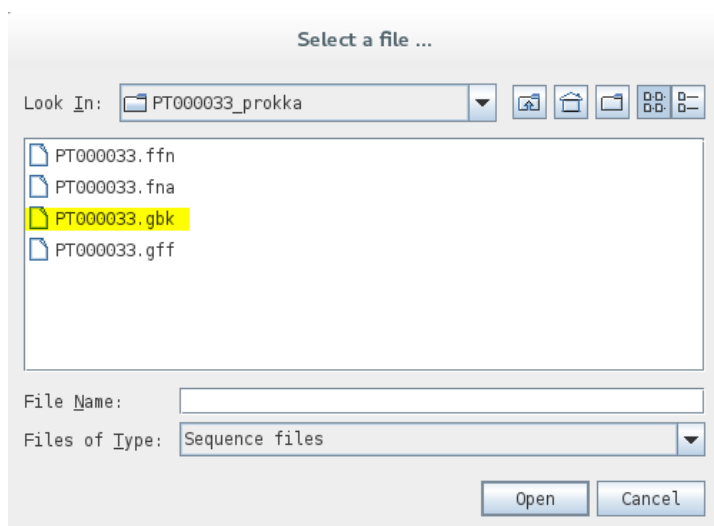 Select a file ...
Look In: PT000033_prokka
PT000033.ffn
PT000033.fna
PT000033.gbk
PT000033.gff
File Name:
Files of Type: Sequence files
Open Cancel